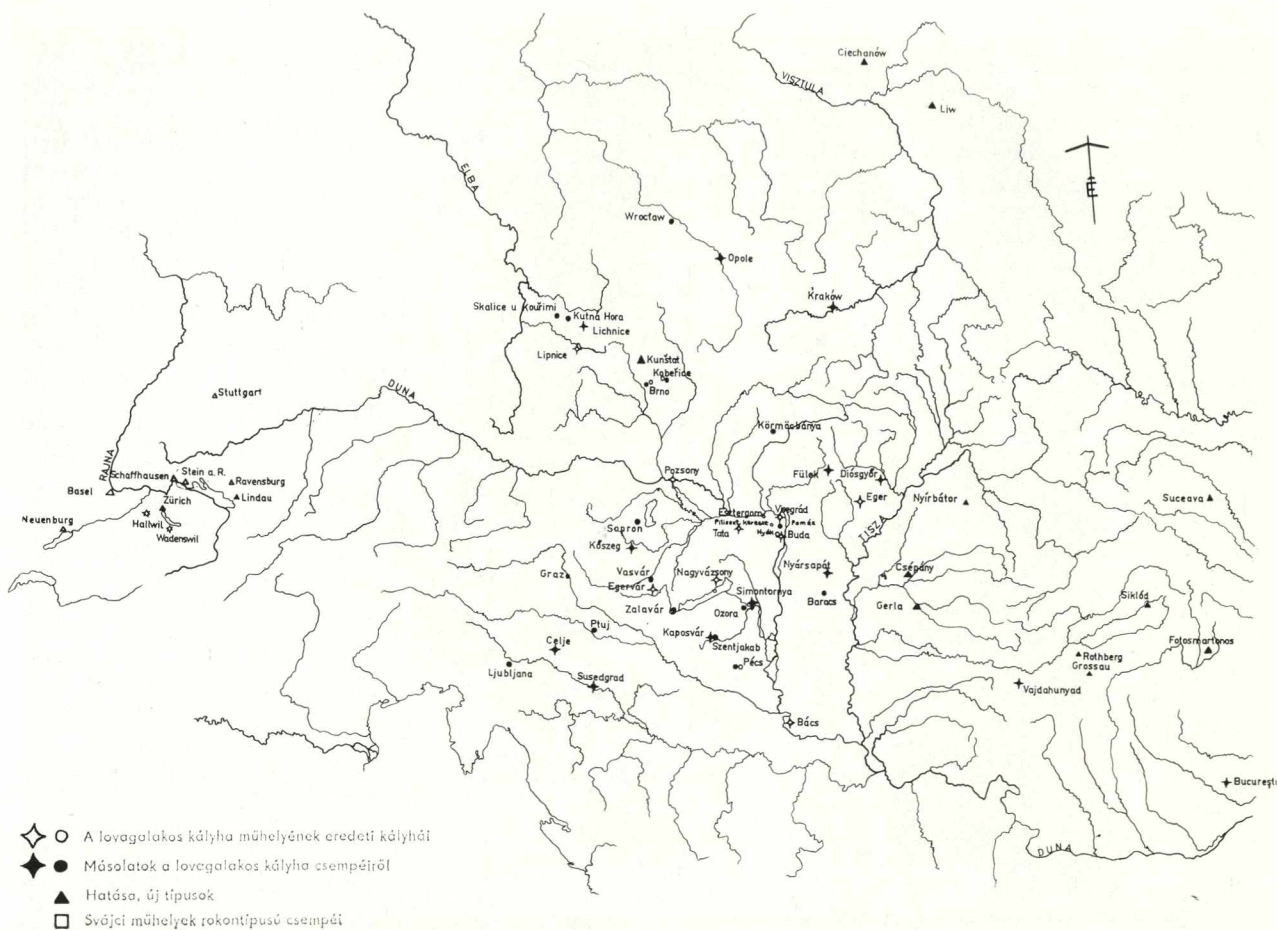 Ciechanów
VISZTULA
Liw
É
ELBA
Wrocław
Opole
Kraków
Skalice u Kouřimi
Kutná Hora
Lichnice
Lipnice
Kunštat
Kobeřice
Brno
DUNA
Stuttgart
Körmöcbánya
RAJNA
Schaffhausen
Stein a. R.
Ravensburg
Basel
Lindau
Zürich
Hallwil
Wadenswil
Neuenburg
Pozsony
Fülek
Diósgyőr
Eger
Nyírbátor
Suceava
Esztergom
Visegrád
Pomáz
Tata
Buda
TISZA
Sopron
Kőszeg
Vasvár
Egervár
Nagyvázsony
Nyársapát
Csépány
Graz
Simontornya
Baracs
Gerla
Siklód
Zalavár
Ozora
Ptuj
Kaposvár
Szentjakab
Celje
Pécs
Ljubljana
Susedgrad
Rothberg
Grossau
Fotosmartonos
Vajdahunyad
Bács
Bucureşti
DUNA
A lovagalakos kályha műhelyének eredeti kályhái
Másolatok a lovagalakos kályha csempéiről
Hatása, új típusok
Svájci műhelyek rokontípusú csempéi